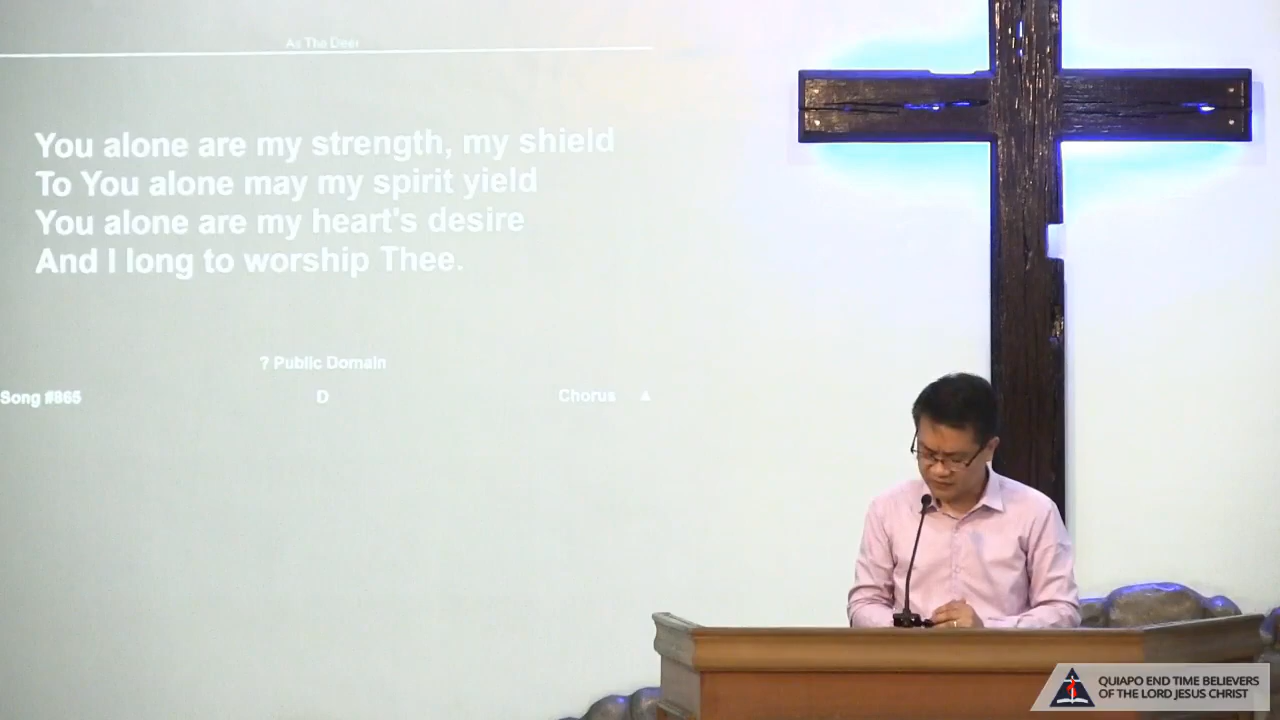 As The Deer
You alone are my strength, my shield
To You alone may my spirit yield
You alone are my heart's desire
And I long to worship Thee.
? Public Domain
Song #865 D Chorus
QUIAPO END TIME BELIEVERS
OF THE LORD JESUS CHRIST